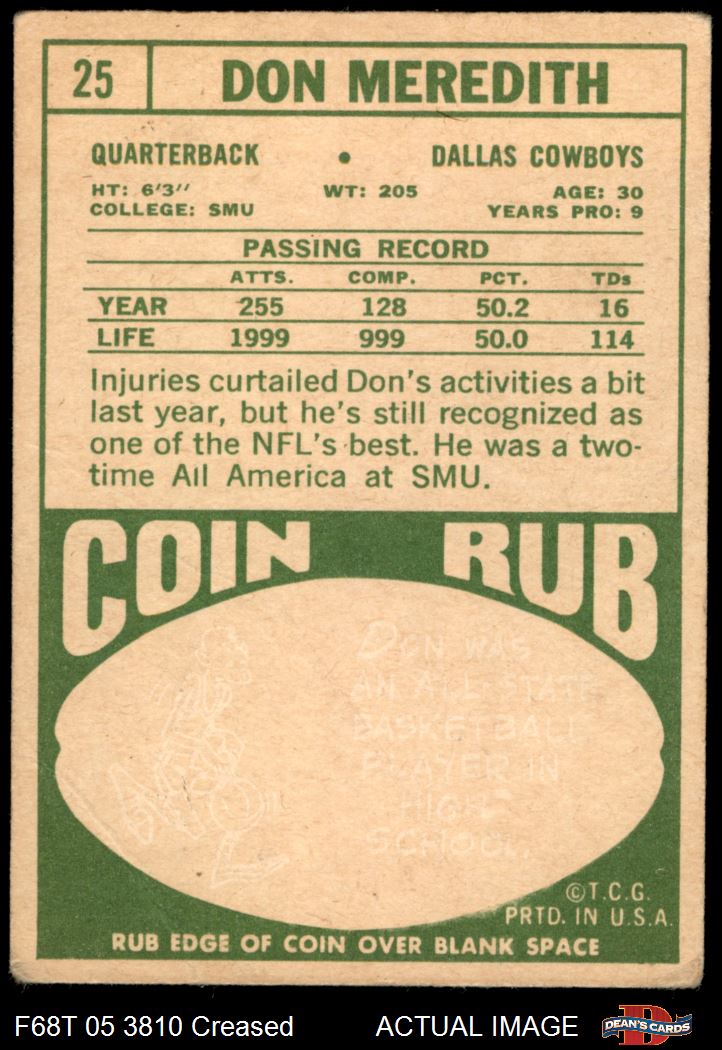 25 DON MEREDITH
QUARTERBACK • DALLAS COWBOYS
HT: 6'3'' WT: 205 AGE: 30
COLLEGE: SMU YEARS PRO: 9
PASSING RECORD
ATTS. COMP. PCT. TDs
YEAR 255 128 50.2 16
LIFE 1999 999 50.0 114
Injuries curtailed Don's activities a bit
last year, but he's still recognized as
one of the NFL's best. He was a two-
time All America at SMU.
COIN RUB
DON WAS
AN ALL-STATE
BASKETBALL
PLAYER IN
HIGH
SCHOOL.
©T.C.G.
PRTD. IN U.S.A.
RUB EDGE OF COIN OVER BLANK SPACE
F68T 05 3810 Creased ACTUAL IMAGE D DEAN'S CARDS